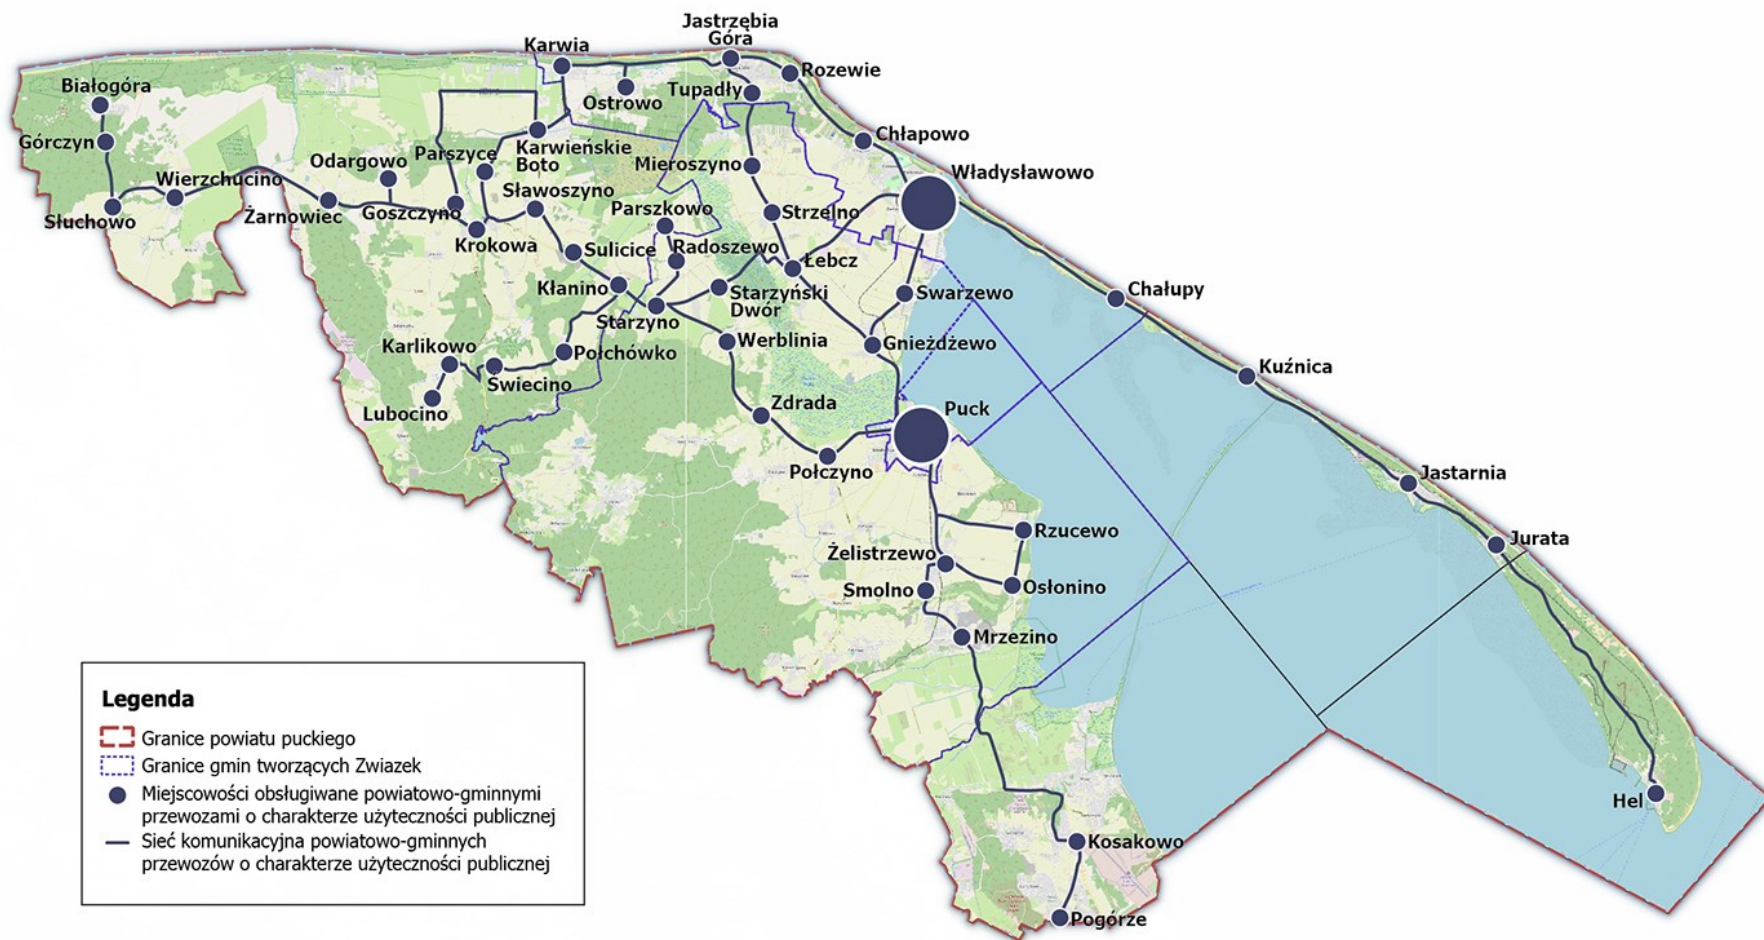 Jastrzębia
Góra
Karwia
Rozewie
Białogóra
Ostrowo
Tupadły
Górczyn
Chłapowo
Odargowo
Parszyce
Karwieńskie
Boto
Mieroszyno
Władysławowo
Wierzchucino
Sławoszyno
Słuchowo
Żarnowiec
Goszczyno
Parszkowo
Strzelno
Krokowa
Sulicice
Radoszewo
Łebcz
Kłanino
Starzyński
Dwór
Swarzewo
Chałupy
Starzyno
Karlikowo
Połchówko
Werblinia
Gnieżdżewo
Świecino
Kuźnica
Lubocino
Zdrada
Puck
Połczyno
Jastarnia
Rzucewo
Jurata
Żelistrzewo
Smolno
Osłonino
Mrzezino
Hel
Kosakowo
Pogórze
Legenda
Granice powiatu puckiego
Granice gmin tworzących Zwiazek
Miejscowości obsługiwane powiatowo-gminnymi
przewozami o charakterze użyteczności publicznej
Sieć komunikacyjna powiatowo-gminnych
przewozów o charakterze użyteczności publicznej